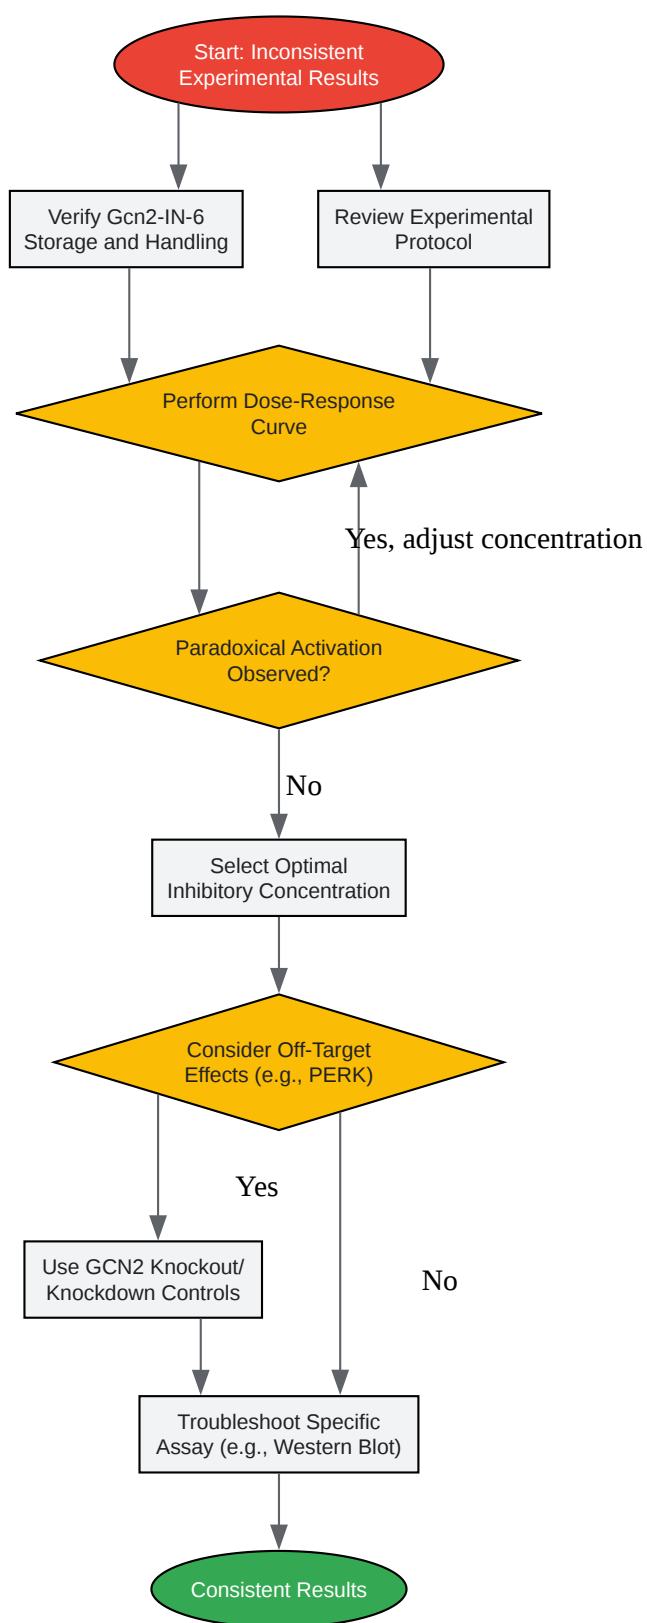 Start: Inconsistent
Experimental Results
Verify Gcn2-IN-6
Storage and Handling
Review Experimental
Protocol
Perform Dose-Response
Curve
Yes, adjust concentration
Paradoxical Activation
Observed?
No
Select Optimal
Inhibitory Concentration
Consider Off-Target
Effects (e.g., PERK)
Yes
Use GCN2 Knockout/
Knockdown Controls
No
Troubleshoot Specific
Assay (e.g., Western Blot)
Consistent Results